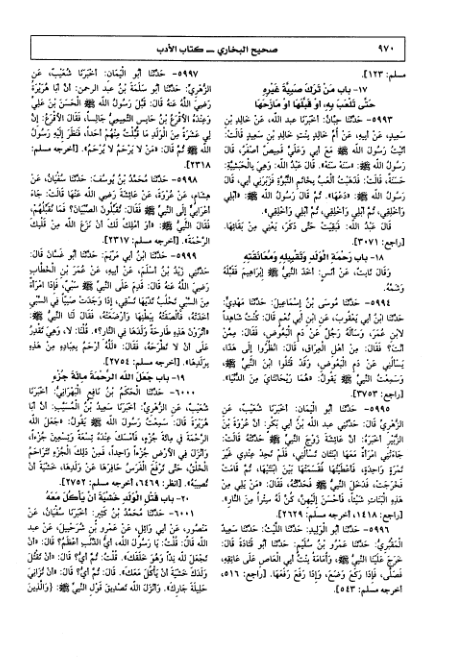 ٩٧٠
صحيح البخاري ــ كتاب الأدب
مسلم: ١٢٣].
١٧- باب مَنْ تَرَكَ صَبِيَّةَ غَيْرِهِ
حَتَّى تَلْعَبَ بِهِ، أَوْ قَبَّلَهَا أَوْ مَازَحَهَا
٥٩٩٣- حَدَّثَنَا حِبَّانُ: أَخْبَرَنَا عَبْدُ اللهِ، عَنْ خَالِدِ بْنِ
سَعِيدٍ، عَنْ أَبِيهِ، عَنْ أُمِّ خَالِدٍ بِنْتِ خَالِدِ بْنِ سَعِيدٍ قَالَتْ:
أَتَيْتُ رَسُولَ اللهِ ﷺ مَعَ أَبِي وَعَلَيَّ قَمِيصٌ أَصْفَرُ، قَالَ
رَسُولُ اللهِ ﷺ: «سَنَهْ سَنَهْ». قَالَ عَبْدُ اللهِ: وَهِيَ بِالْحَبَشِيَّةِ:
حَسَنَةٌ، قَالَتْ: فَذَهَبْتُ أَلْعَبُ بِخَاتَمِ النُّبُوَّةِ فَزَبَرَنِي أَبِي، قَالَ
رَسُولُ اللهِ ﷺ: «دَعْهَا». ثُمَّ قَالَ رَسُولُ اللهِ ﷺ: «أَبْلِي
وَأَخْلِقِي، ثُمَّ أَبْلِي وَأَخْلِقِي، ثُمَّ أَبْلِي وَأَخْلِقِي».
قَالَ عَبْدُ اللهِ: فَبَقِيَتْ حَتَّى ذَكَرَ، يَعْنِي مِنْ بَقَائِهَا.
[راجع: ٣٠٧١].
١٨- باب رَحْمَةِ الْوَلَدِ وَتَقْبِيلِهِ وَمُعَانَقَتِهِ
وَقَالَ ثَابِتٌ، عَنْ أَنَسٍ: أَخَذَ النَّبِيُّ ﷺ إِبْرَاهِيمَ فَقَبَّلَهُ
وَشَمَّهُ.
٥٩٩٤- حَدَّثَنَا مُوسَى بْنُ إِسْمَاعِيلَ: حَدَّثَنَا مَهْدِيٌّ:
حَدَّثَنَا ابْنُ أَبِي يَعْقُوبَ، عَنِ ابْنِ أَبِي نُعْمٍ قَالَ: كُنْتُ شَاهِداً
لِابْنِ عُمَرَ، وَسَأَلَهُ رَجُلٌ عَنْ دَمِ الْبَعُوضِ، فَقَالَ: مِمَّنْ
أَنْتَ؟ فَقَالَ: مِنْ أَهْلِ الْعِرَاقِ، قَالَ: انْظُرُوا إِلَى هٰذَا،
يَسْأَلُنِي عَنْ دَمِ الْبَعُوضِ، وَقَدْ قَتَلُوا ابْنَ النَّبِيِّ ﷺ
وَسَمِعْتُ النَّبِيَّ ﷺ يَقُولُ: «هُمَا رَيْحَانَتَايَ مِنَ الدُّنْيَا».
[راجع: ٣٧٥٣].
٥٩٩٥- حَدَّثَنَا أَبُو الْيَمَانِ: أَخْبَرَنَا شُعَيْبٌ، عَنِ
الزُّهْرِيِّ قَالَ: حَدَّثَنِي عَبْدُ اللهِ بْنُ أَبِي بَكْرٍ: أَنَّ عُرْوَةَ بْنَ
الزُّبَيْرِ أَخْبَرَهُ: أَنَّ عَائِشَةَ زَوْجَ النَّبِيِّ ﷺ حَدَّثَتْهُ قَالَتْ:
جَاءَتْنِي امْرَأَةٌ مَعَهَا ابْنَتَانِ تَسْأَلُنِي، فَلَمْ تَجِدْ عِنْدِي غَيْرَ
تَمْرَةٍ وَاحِدَةٍ، فَأَعْطَيْتُهَا فَقَسَمَتْهَا بَيْنَ ابْنَتَيْهَا، ثُمَّ قَامَتْ
فَخَرَجَتْ، فَدَخَلَ النَّبِيُّ ﷺ فَحَدَّثْتُهُ، فَقَالَ: «مَنْ يَلِي مِنْ
هٰذِهِ الْبَنَاتِ شَيْئاً، فَأَحْسَنَ إِلَيْهِنَّ، كُنَّ لَهُ سِتْراً مِنَ النَّارِ».
[راجع: ١٤١٨، أخرجه مسلم: ٢٦٢٩].
٥٩٩٦- حَدَّثَنَا أَبُو الْوَلِيدِ: حَدَّثَنَا اللَّيْثُ: حَدَّثَنَا سَعِيدٌ
الْمَقْبُرِيُّ: حَدَّثَنَا عَمْرُو بْنُ سُلَيْمٍ: حَدَّثَنَا أَبُو قَتَادَةَ قَالَ:
خَرَجَ عَلَيْنَا النَّبِيُّ ﷺ، وَأُمَامَةُ بِنْتُ أَبِي الْعَاصِ عَلَى عَاتِقِهِ،
فَصَلَّى، فَإِذَا رَكَعَ وَضَعَ، وَإِذَا رَفَعَ رَفَعَهَا. [راجع: ٥١٦،
أخرجه مسلم: ٥٤٣].
٥٩٩٧- حَدَّثَنَا أَبُو الْيَمَانِ: أَخْبَرَنَا شُعَيْبٌ، عَنِ
الزُّهْرِيِّ: حَدَّثَنَا أَبُو سَلَمَةَ بْنُ عَبْدِ الرحمنِ: أَنَّ أَبَا هُرَيْرَةَ
رَضِيَ اللهُ عَنْهُ قَالَ: قَبَّلَ رَسُولُ اللهِ ﷺ الْحَسَنَ بْنَ عَلِيٍّ
وَعِنْدَهُ الْأَقْرَعُ بْنُ حَابِسٍ التَّمِيمِيُّ جَالِساً، فَقَالَ الْأَقْرَعُ: إِنَّ
لِي عَشَرَةً مِنَ الْوَلَدِ مَا قَبَّلْتُ مِنْهُمْ أَحَداً، فَنَظَرَ إِلَيْهِ رَسُولُ
اللهِ ﷺ ثُمَّ قَالَ: «مَنْ لَا يَرْحَمُ لَا يُرْحَمُ». [أخرجه مسلم:
٢٣١٨].
٥٩٩٨- حَدَّثَنَا مُحَمَّدُ بْنُ يُوسُفَ: حَدَّثَنَا سُفْيَانُ، عَنْ
هِشَامٍ، عَنْ عُرْوَةَ، عَنْ عَائِشَةَ رَضِيَ اللهُ عَنْهَا قَالَتْ: جَاءَ
أَعْرَابِيٌّ إِلَى النَّبِيِّ ﷺ فَقَالَ: تُقَبِّلُونَ الصِّبْيَانَ؟ فَمَا نُقَبِّلُهُمْ،
فَقَالَ النَّبِيُّ ﷺ: «أَوَ أَمْلِكُ لَكَ أَنْ نَزَعَ اللهُ مِنْ قَلْبِكَ
الرَّحْمَةَ». [أخرجه مسلم: ٢٣١٧].
٥٩٩٩- حَدَّثَنَا ابْنُ أَبِي مَرْيَمَ: حَدَّثَنَا أَبُو غَسَّانَ قَالَ:
حَدَّثَنِي زَيْدُ بْنُ أَسْلَمَ، عَنْ أَبِيهِ، عَنْ عُمَرَ بْنِ الْخَطَّابِ
رَضِيَ اللهُ عَنْهُ قَالَ: قَدِمَ عَلَى النَّبِيِّ ﷺ سَبْيٌ، فَإِذَا امْرَأَةٌ
مِنَ السَّبْيِ تَحْلُبُ ثَدْيَهَا تَسْقِي، إِذَا وَجَدَتْ صَبِيّاً فِي السَّبْيِ
أَخَذَتْهُ، فَأَلْصَقَتْهُ بِبَطْنِهَا وَأَرْضَعَتْهُ، فَقَالَ لَنَا النَّبِيُّ ﷺ:
«أَتُرَوْنَ هٰذِهِ طَارِحَةً وَلَدَهَا فِي النَّارِ؟». قُلْنَا: لَا، وَهِيَ تَقْدِرُ
عَلَى أَنْ لَا تَطْرَحَهُ، فَقَالَ: «لَلّٰهُ أَرْحَمُ بِعِبَادِهِ مِنْ هٰذِهِ
بِوَلَدِهَا». [أخرجه مسلم: ٢٧٥٤].
١٩- باب جَعَلَ اللهُ الرَّحْمَةَ مِائَةَ جُزْءٍ
٦٠٠٠- حَدَّثَنَا الْحَكَمُ بْنُ نَافِعٍ الْبَهْرَانِيُّ: أَخْبَرَنَا
شُعَيْبٌ، عَنِ الزُّهْرِيِّ: أَخْبَرَنَا سَعِيدُ بْنُ الْمُسَيَّبِ: أَنَّ أَبَا
هُرَيْرَةَ قَالَ: سَمِعْتُ رَسُولَ اللهِ ﷺ يَقُولُ: «جَعَلَ اللهُ
الرَّحْمَةَ فِي مِائَةِ جُزْءٍ، فَأَمْسَكَ عِنْدَهُ تِسْعَةً وَتِسْعِينَ جُزْءاً،
وَأَنْزَلَ فِي الْأَرْضِ جُزْءاً وَاحِداً، فَمِنْ ذٰلِكَ الْجُزْءِ تَتَرَاحَمُ
الْخَلْقُ، حَتَّى تَرْفَعَ الْفَرَسُ حَافِرَهَا عَنْ وَلَدِهَا، خَشْيَةَ أَنْ
تُصِيبَهُ». [انظر: ٦٤٦٩، أخرجه مسلم: ٢٧٥٢].
٢٠- باب قَتْلِ الْوَلَدِ خَشْيَةَ أَنْ يَأْكُلَ مَعَهُ
٦٠٠١- حَدَّثَنَا مُحَمَّدُ بْنُ كَثِيرٍ: أَخْبَرَنَا سُفْيَانُ، عَنْ
مَنْصُورٍ، عَنْ أَبِي وَائِلٍ، عَنْ عَمْرِو بْنِ شُرَحْبِيلَ، عَنْ عبد
اللهِ قَالَ: قُلْتُ: يَا رَسُولَ اللهِ، أَيُّ الذَّنْبِ أَعْظَمُ؟ قَالَ: «أَنْ
تَجْعَلَ لِلّٰهِ نِدّاً وَهُوَ خَلَقَكَ». قُلْتُ: ثُمَّ أَيٌّ؟ قَالَ: «أَنْ تَقْتُلَ
وَلَدَكَ خَشْيَةَ أَنْ يَأْكُلَ مَعَكَ». قَالَ: ثُمَّ أَيٌّ؟ قَالَ: «أَنْ تُزَانِيَ
حَلِيلَةَ جَارِكَ». وَأَنْزَلَ اللهُ تَصْدِيقَ قَوْلِ النَّبِيِّ ﷺ: {وَالَّذِينَ